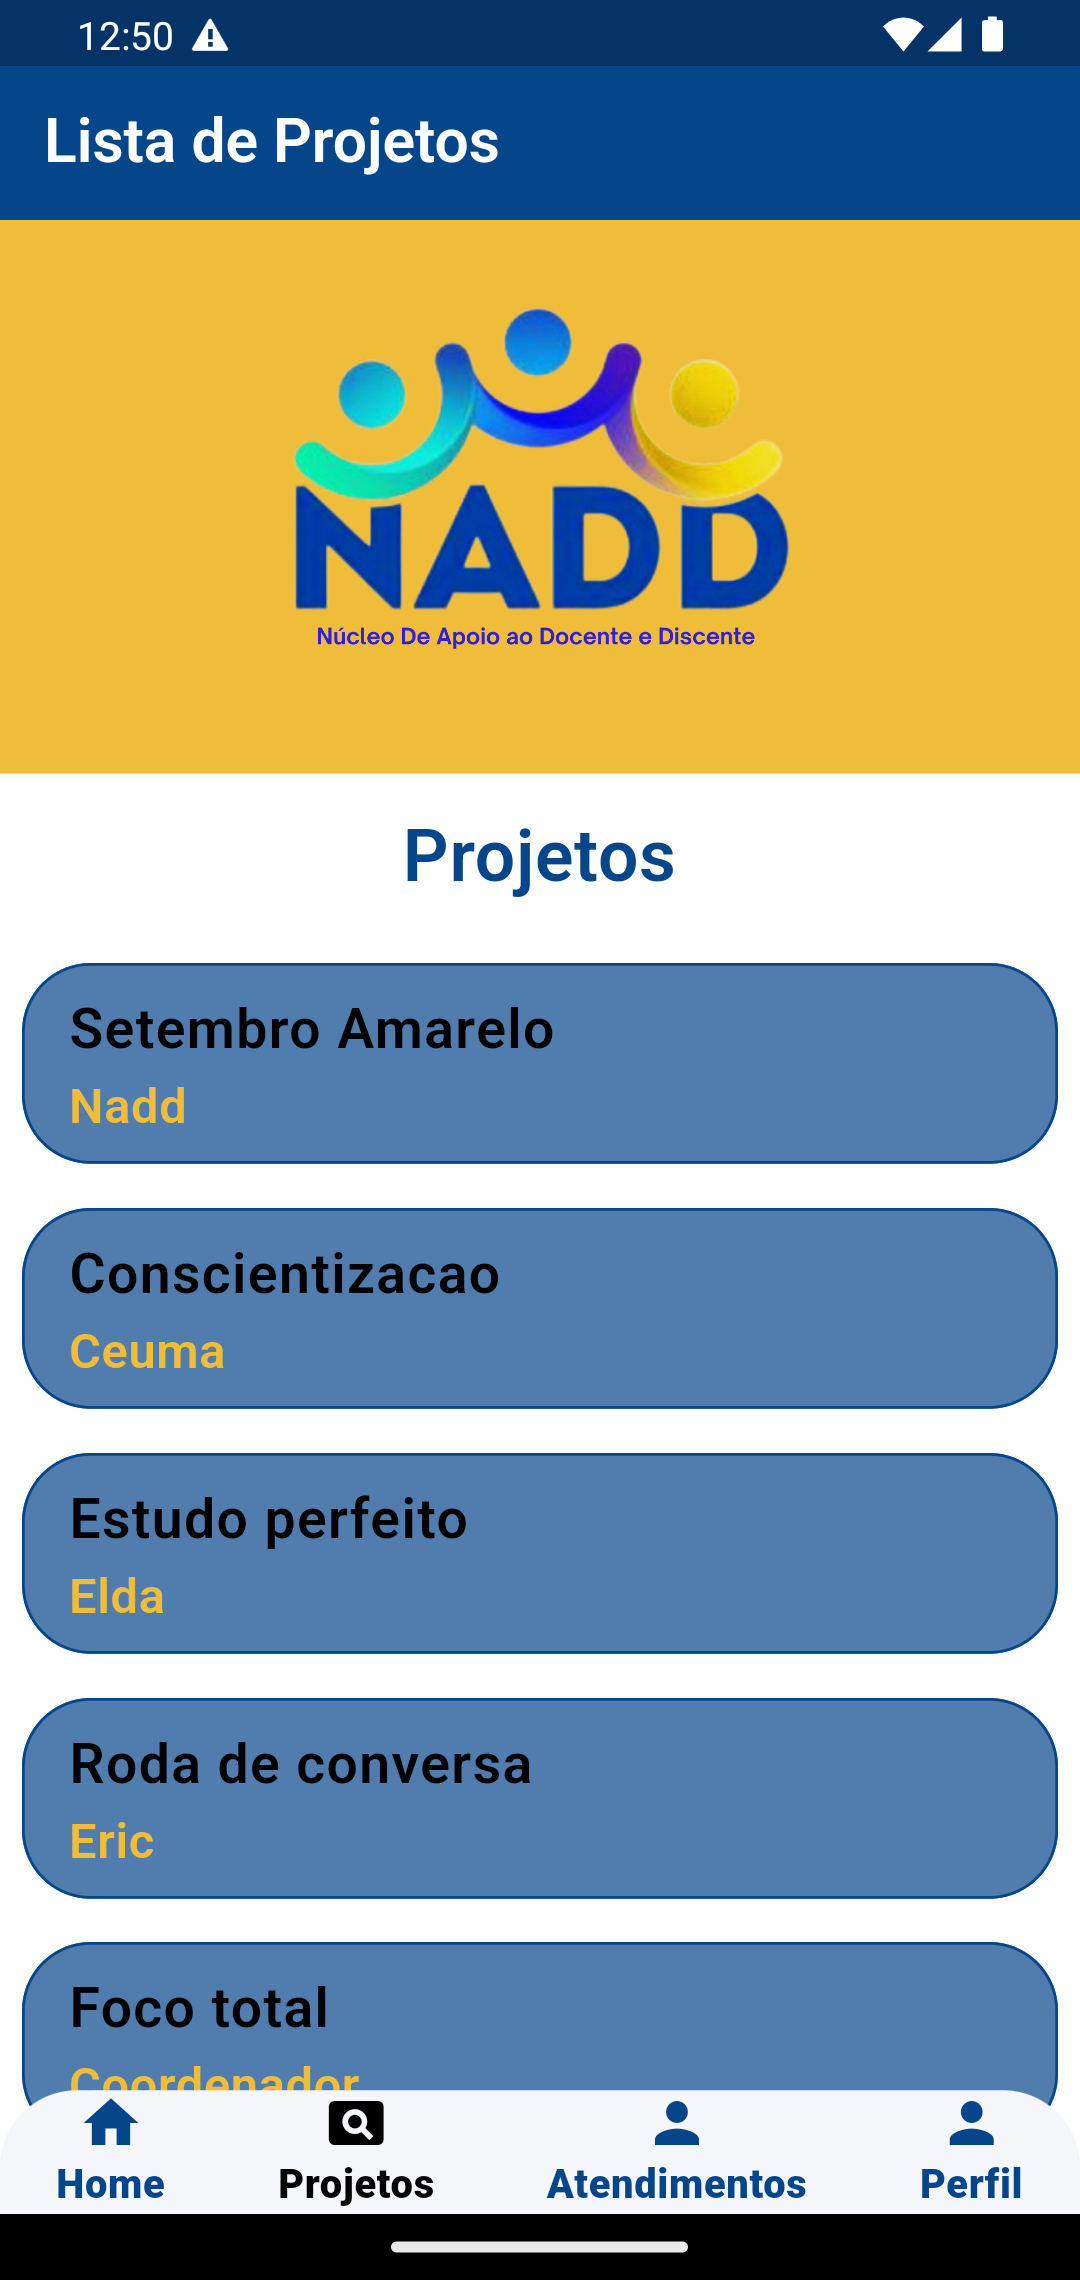 12:50
Lista de Projetos
NADD
Núcleo De Apoio ao Docente e Discente
Projetos
Setembro Amarelo
Nadd
Conscientizacao
Ceuma
Estudo perfeito
Elda
Roda de conversa
Eric
Foco total
Coordenador
Home
Projetos
Atendimentos
Perfil